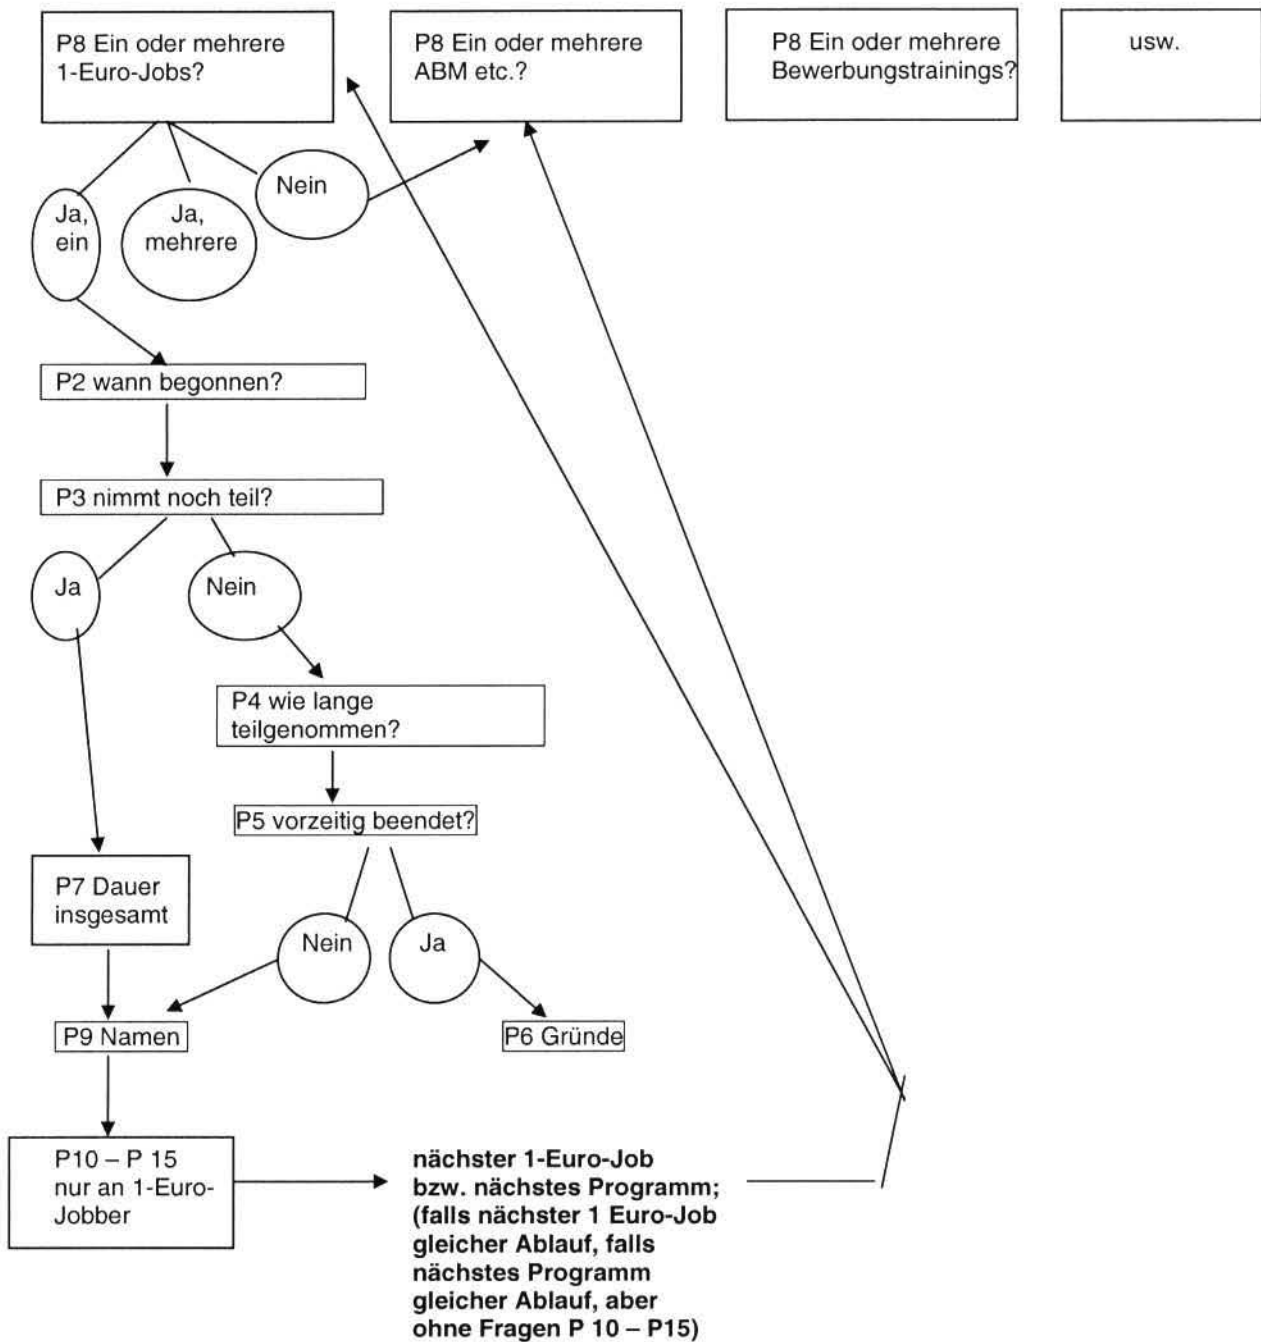 P8 Ein oder mehrere
1-Euro-Jobs?
P8 Ein oder mehrere
ABM etc.?
P8 Ein oder mehrere
Bewerbungstrainings?
usw.
Ja,
ein
Ja,
mehrere
Nein
P2 wann begonnen?
P3 nimmt noch teil?
Ja
Nein
P4 wie lange
teilgenommen?
P5 vorzeitig beendet?
P7 Dauer
insgesamt
Nein
Ja
P9 Namen
P6 Gründe
P10 – P 15
nur an 1-Euro-
Jobber
nächster 1-Euro-Job
bzw. nächstes Programm;
(falls nächster 1 Euro-Job
gleicher Ablauf, falls
nächstes Programm
gleicher Ablauf, aber
ohne Fragen P 10 – P15)